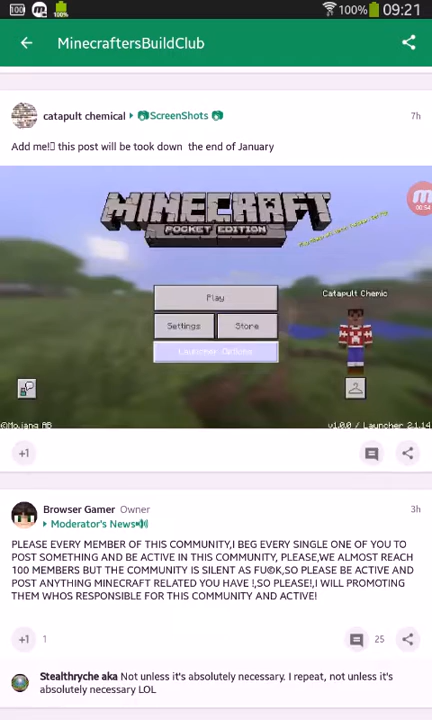 100 100% 100% 09:21
MinecraftersBuildClub
catapult chemical ScreenShots 7h
Add me! this post will be took down the end of January
MINECRAFT
POCKET EDITION
00:54
Play
Catapult Chemic
Settings Store
Launcher Options
©Mojang AB v1.0.0 / Launcher 2.1.14
+1
Browser Gamer Owner 3h
Moderator's News
PLEASE EVERY MEMBER OF THIS COMMUNITY,I BEG EVERY SINGLE ONE OF YOU TO
POST SOMETHING AND BE ACTIVE IN THIS COMMUNITY, PLEASE,WE ALMOST REACH
100 MEMBERS BUT THE COMMUNITY IS SILENT AS FU©K,SO PLEASE BE ACTIVE AND
POST ANYTHING MINECRAFT RELATED YOU HAVE !,SO PLEASE!,I WILL PROMOTING
THEM WHOS RESPONSIBLE FOR THIS COMMUNITY AND ACTIVE!
+1 1 25
Stealthryche aka Not unless it's absolutely necessary. I repeat, not unless it's
absolutely necessary LOL